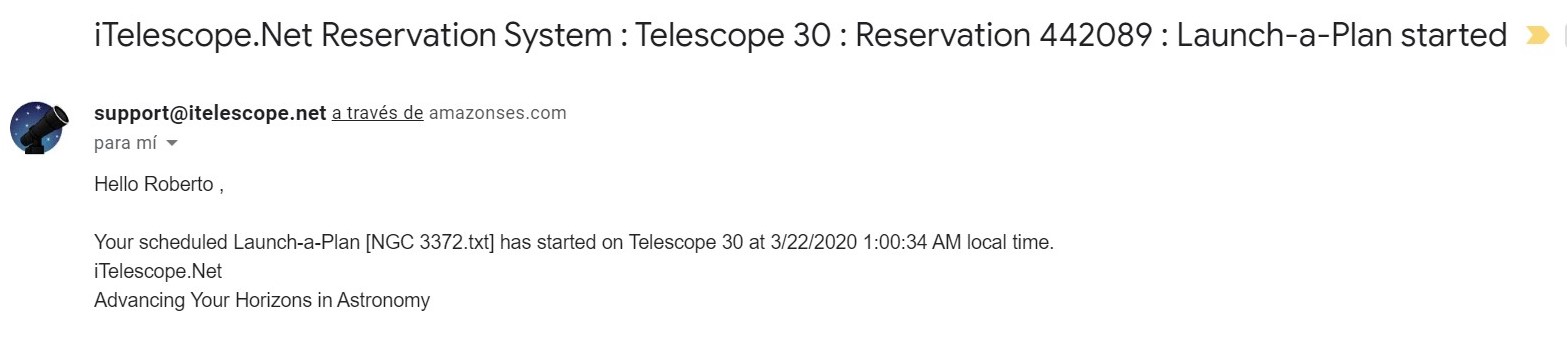 iTelescope.Net Reservation System : Telescope 30 : Reservation 442089 : Launch-a-Plan started
support@itelescope.net a través de amazonses.com
para mí
Hello Roberto ,
Your scheduled Launch-a-Plan [NGC 3372.txt] has started on Telescope 30 at 3/22/2020 1:00:34 AM local time.
iTelescope.Net
Advancing Your Horizons in Astronomy